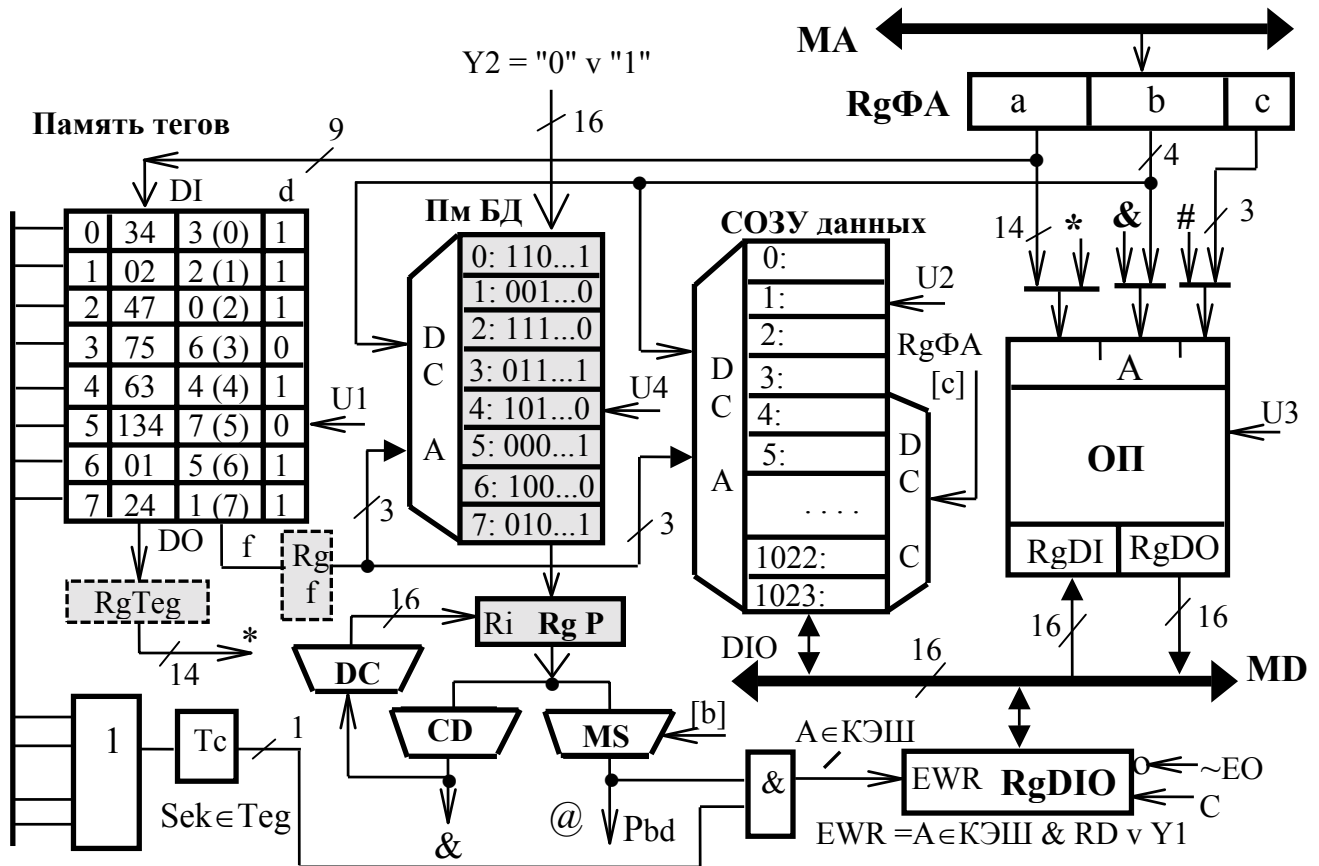 MA
Y2 = "0" v "1"
RgФА
a b c
Память тегов
9
16
4
DI d
Пм БД
СОЗУ данных
14 * & # 3
0 34 3 (0) 1
1 02 2 (1) 1
2 47 0 (2) 1
3 75 6 (3) 0
4 63 4 (4) 1
5 134 7 (5) 0
6 01 5 (6) 1
7 24 1 (7) 1
U1
DC A
0: 110...1
1: 001...0
2: 111...0
3: 011...1
4: 101...0
5: 000...1
6: 100...0
7: 010...1
U4
DC A
0:
1:
2:
3:
4:
5:
. . . .
1022:
1023:
U2
RgФА
[c]
DC C
A
ОП
U3
RgDI RgDO
DO f
Rg f
3
3
RgTeg
14 *
16
Ri Rg P
DC
CD
MS
[b]
DIO
16
16
16
MD
1
Tc
1
Sek∈Teg
&
@
Pbd
&
A∈КЭШ
EWR RgDIO
~EO
C
EWR =A∈КЭШ & RD v Y1